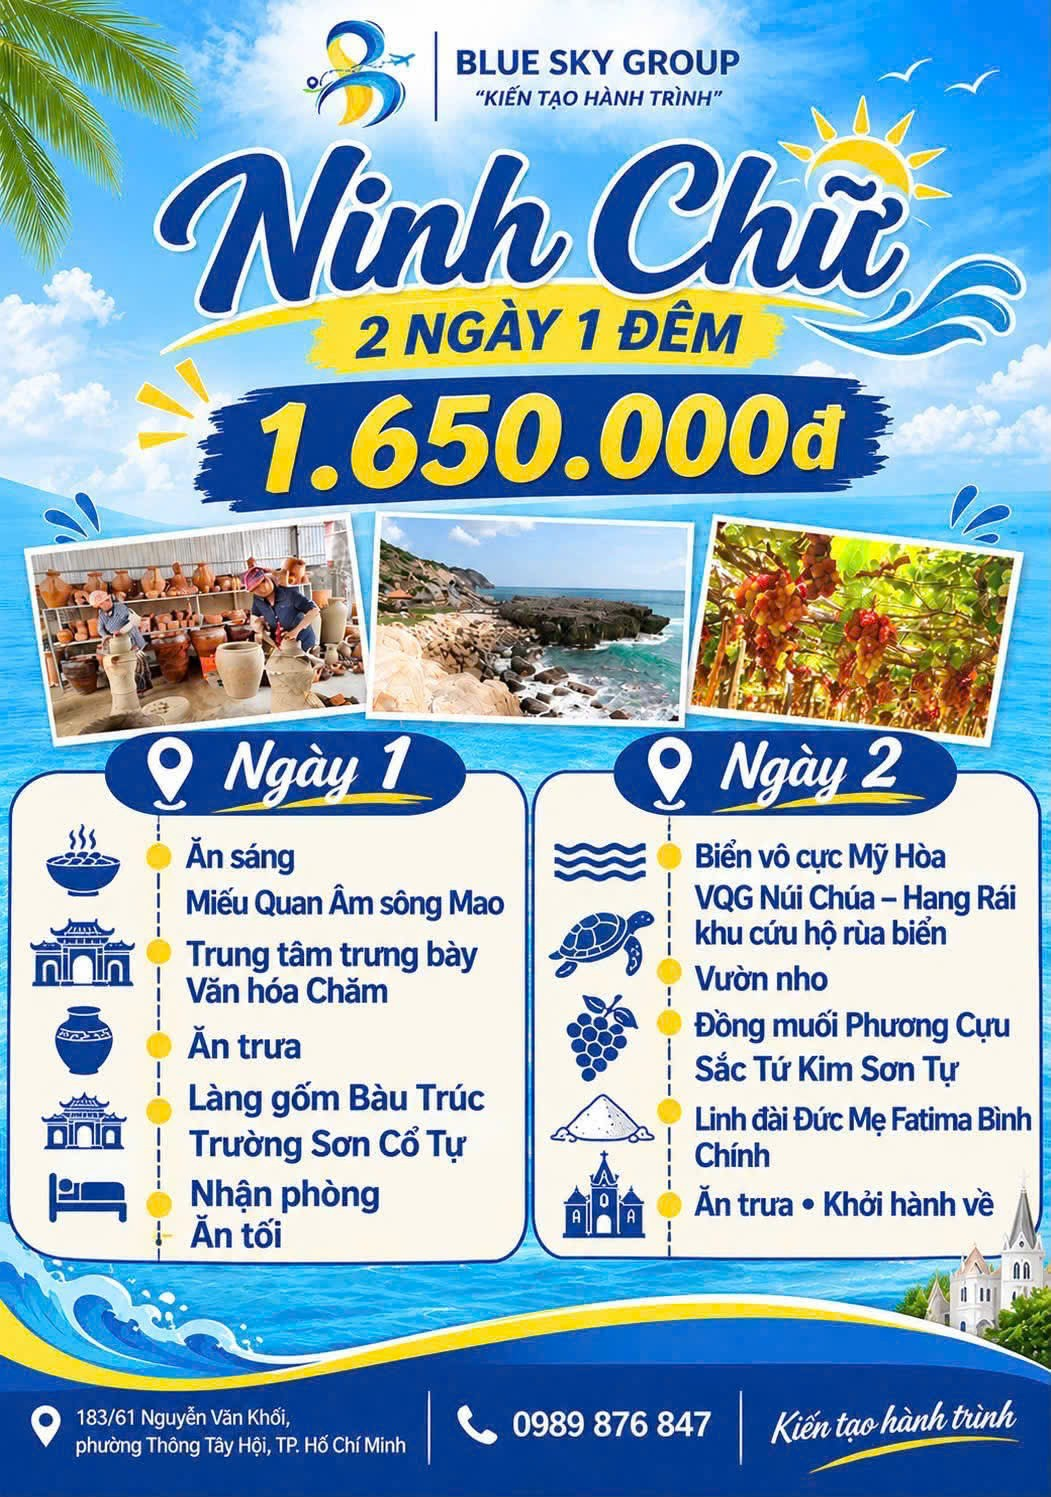 BLUE SKY GROUP
"KIẾN TẠO HÀNH TRÌNH"
Ninh Chữ
2 NGÀY 1 ĐÊM
1.650.000đ
Ngày 1
Ăn sáng
Miếu Quan Âm sông Mao
Trung tâm trưng bày
Văn hóa Chăm
Ăn trưa
Làng gốm Bàu Trúc
Trường Sơn Cổ Tự
Nhận phòng
Ăn tối
Ngày 2
Biển vô cực Mỹ Hòa
VQG Núi Chúa – Hang Rái
khu cứu hộ rùa biển
Vườn nho
Đồng muối Phương Cựu
Sắc Tứ Kim Sơn Tự
Linh đài Đức Mẹ Fatima Bình
Chính
Ăn trưa • Khởi hành về
183/61 Nguyễn Văn Khối,
phường Thông Tây Hội, TP. Hồ Chí Minh
0989 876 847
Kiến tạo hành trình